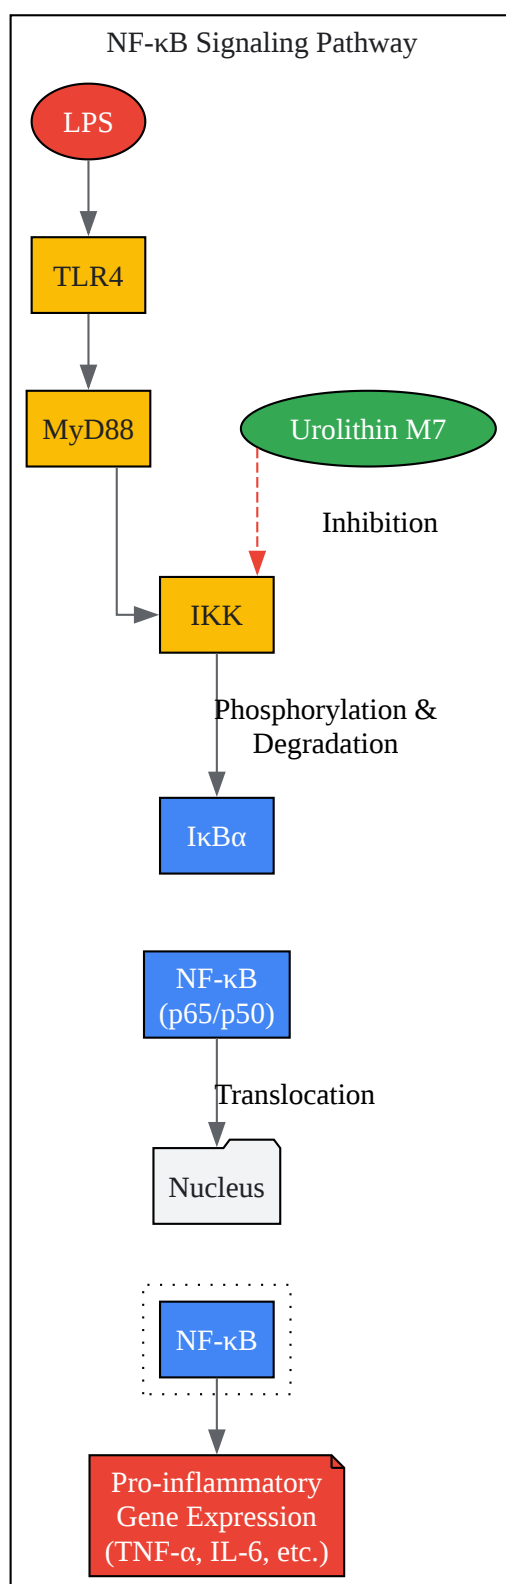 NF-κB Signaling Pathway
LPS
TLR4
MyD88
Urolithin M7
Inhibition
IKK
Phosphorylation &
Degradation
IκBα
NF-κB
(p65/p50)
Translocation
Nucleus
NF-κB
Pro-inflammatory
Gene Expression
(TNF-α, IL-6, etc.)